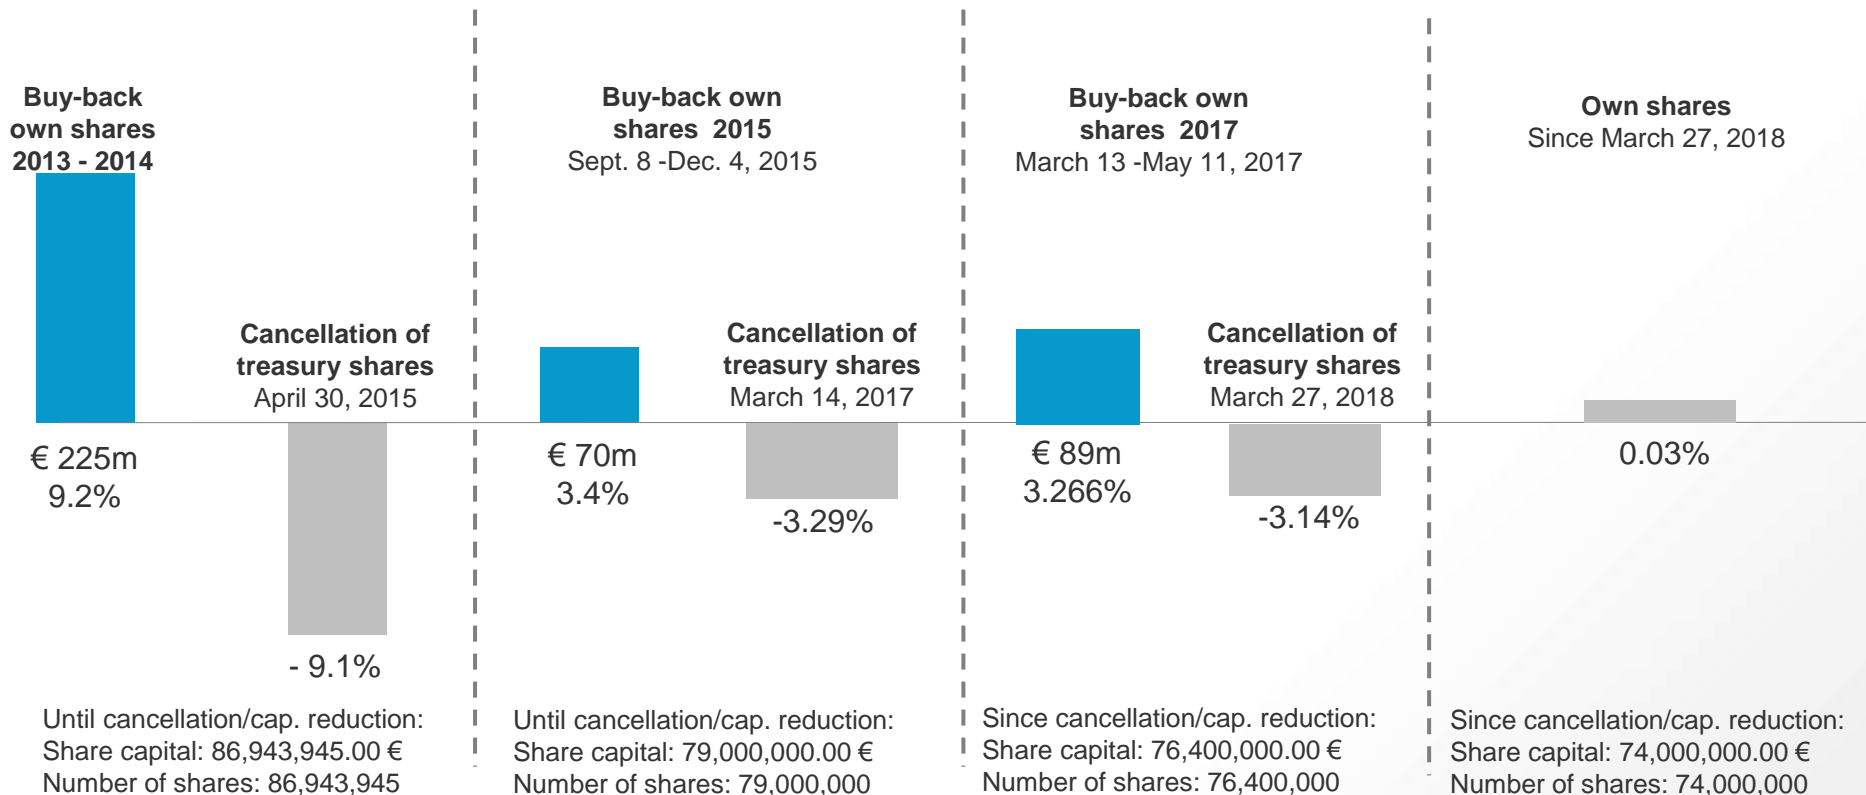 Buy-back
own shares
2013 - 2014
€ 225m
9.2%
Cancellation of
treasury shares
April 30, 2015
- 9.1%
Until cancellation/cap. reduction:
Share capital: 86,943,945.00 €
Number of shares: 86,943,945
Buy-back own
shares 2015
Sept. 8 -Dec. 4, 2015
€ 70m
3.4%
Cancellation of
treasury shares
March 14, 2017
-3.29%
Until cancellation/cap. reduction:
Share capital: 79,000,000.00 €
Number of shares: 79,000,000
Buy-back own
shares 2017
March 13 -May 11, 2017
€ 89m
3.266%
Cancellation of
treasury shares
March 27, 2018
-3.14%
Since cancellation/cap. reduction:
Share capital: 76,400,000.00 €
Number of shares: 76,400,000
Own shares
Since March 27, 2018
0.03%
Since cancellation/cap. reduction:
Share capital: 74,000,000.00 €
Number of shares: 74,000,000